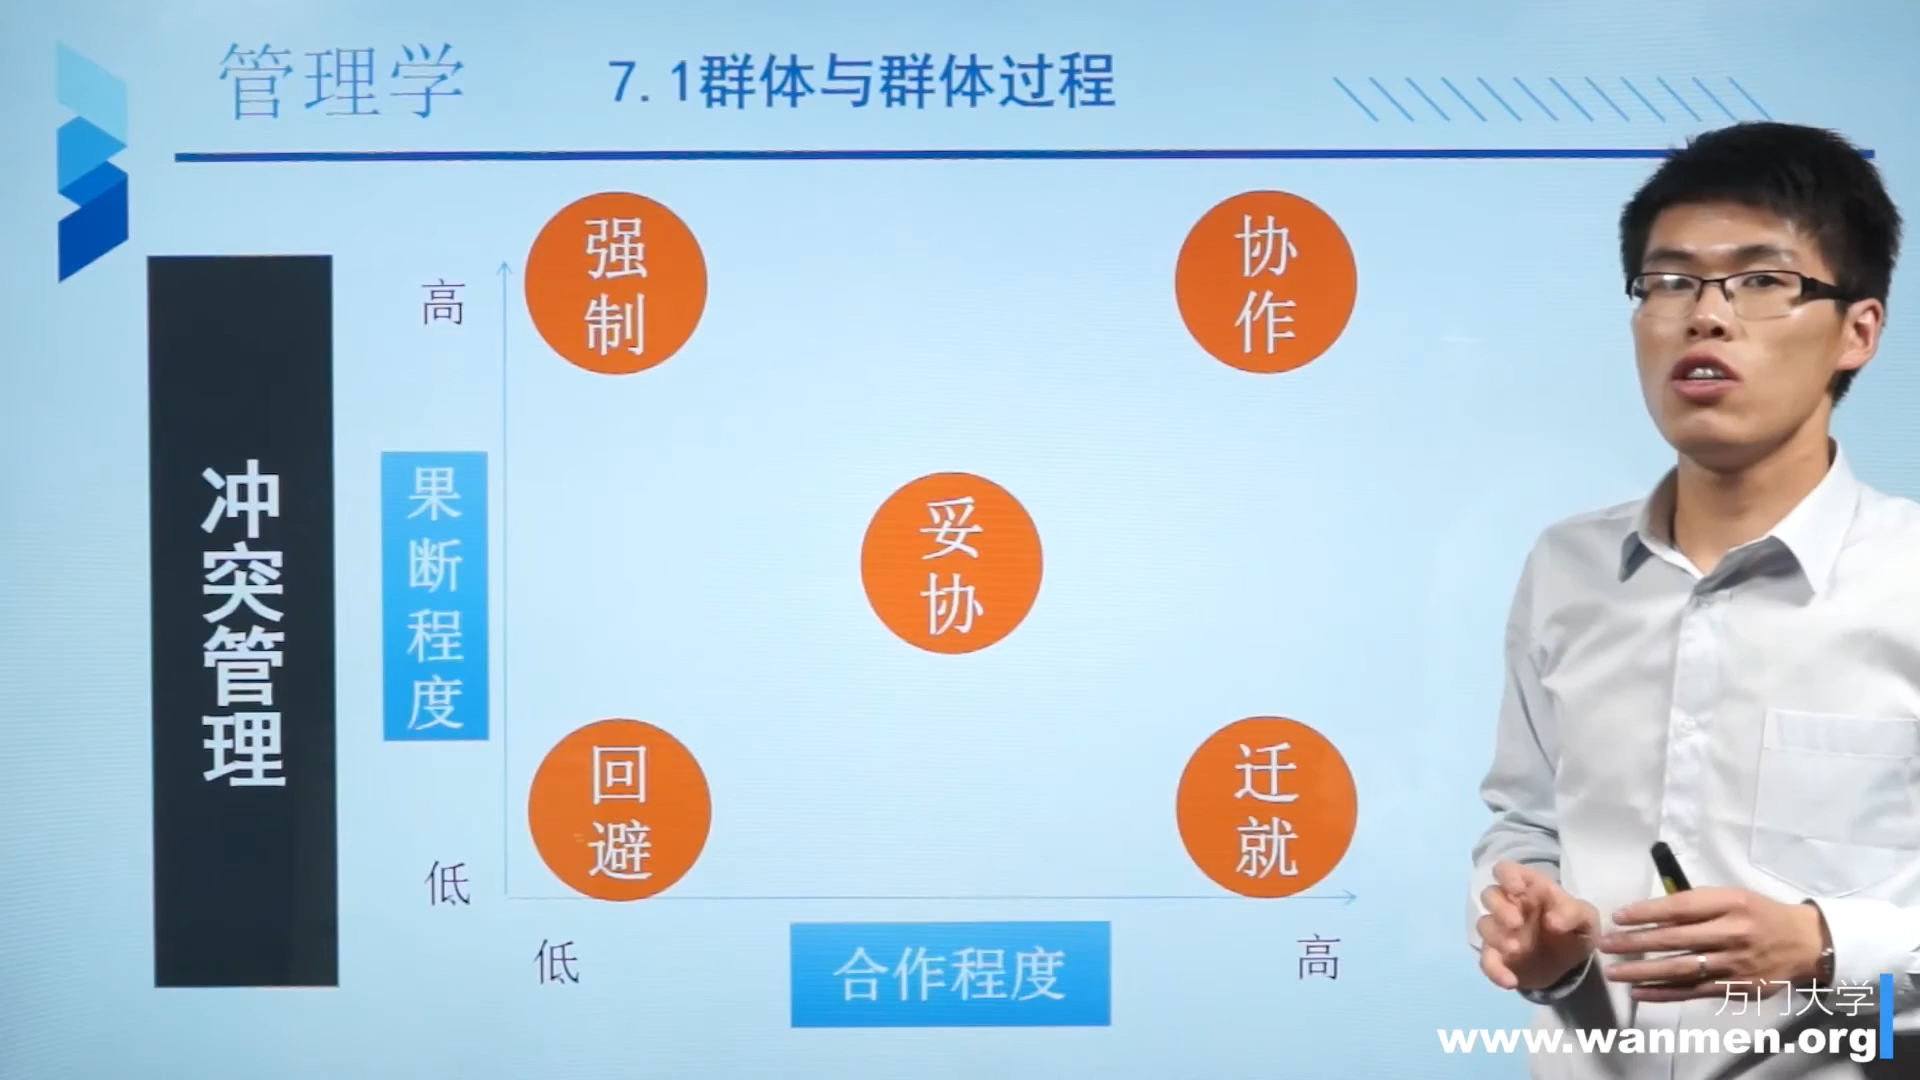 管理学
7.1群体与群体过程
强制
协作
高
果断程度
妥协
冲突管理
回避
迁就
低
低
高
合作程度
万门大学
www.wanmen.org